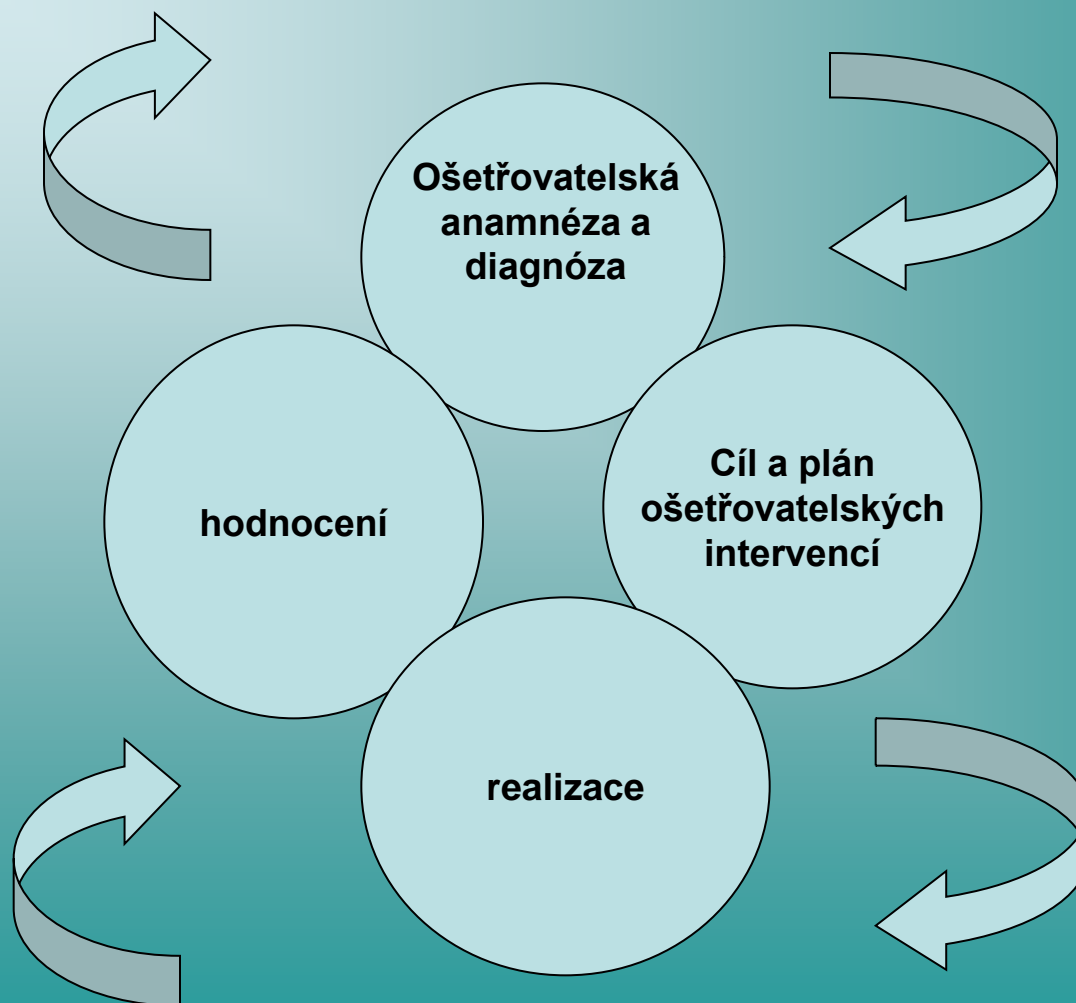 Ošetřovatelská
anamnéza a
diagnóza
hodnocení
Cíl a plán
ošetřovatelských
intervencí
realizace